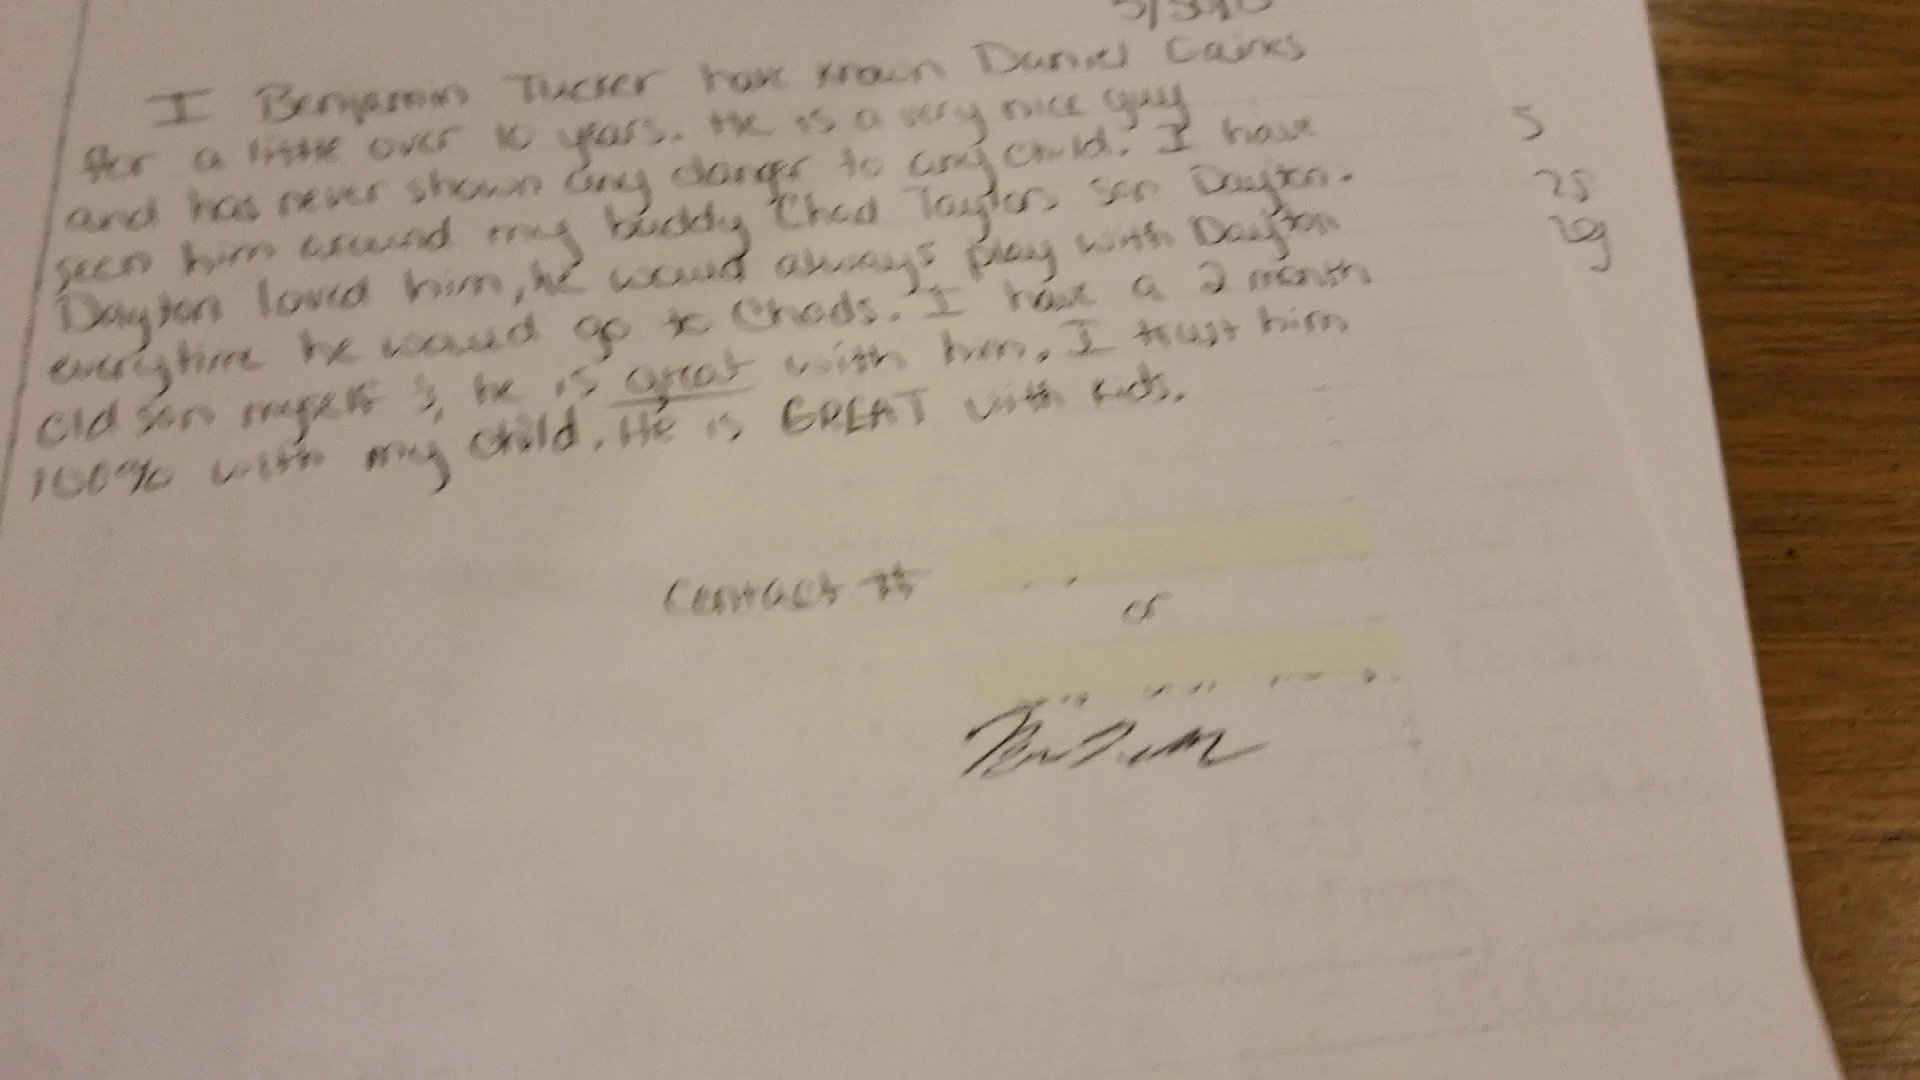 I Benjamin Tucker have known Daniel Gaines
for a little over 10 years. He is a very nice guy
and has never shown any danger to any child. I have
seen him around my buddy Chad Taylors son Dayton.
Dayton loved him, he would always play with Dayton
everytime he would go to Chads. I have a 2 month
old son myself & he is great with him. I trust him
100% with my child. He is GREAT with kids.
5
25
Contact #
or